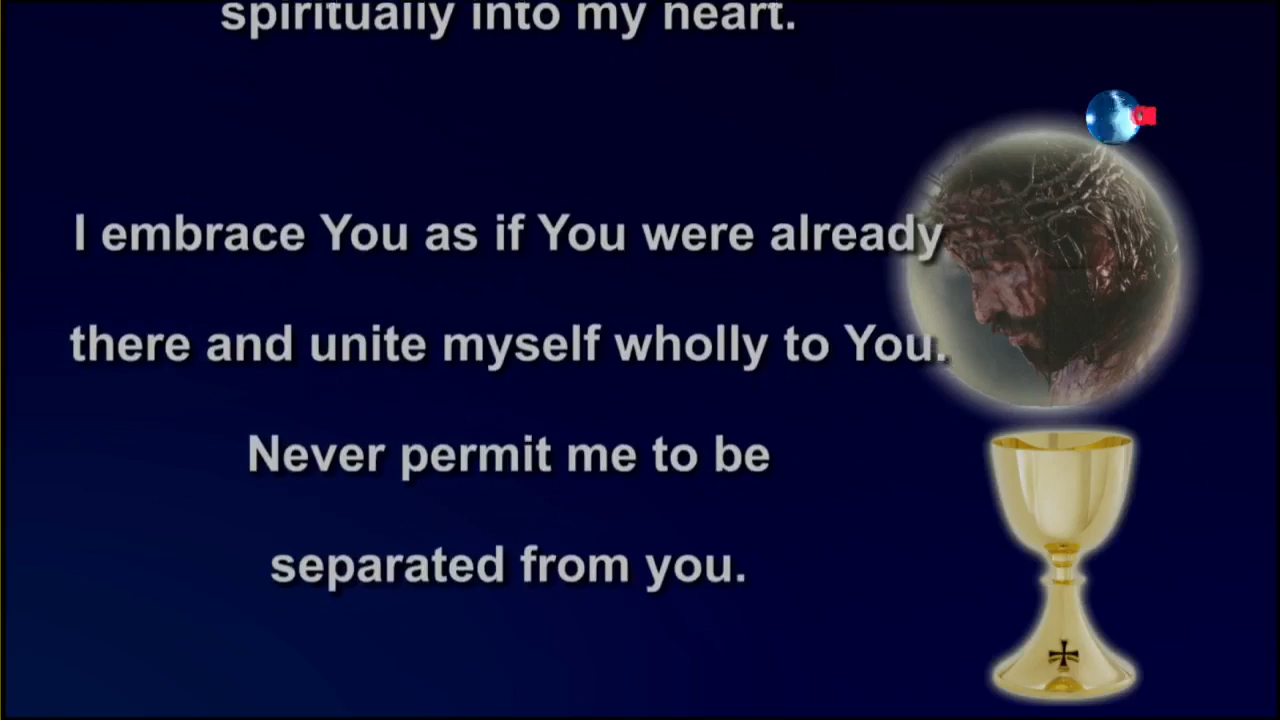 spiritually into my heart.
I embrace You as if You were already
there and unite myself wholly to You.
Never permit me to be
separated from you.